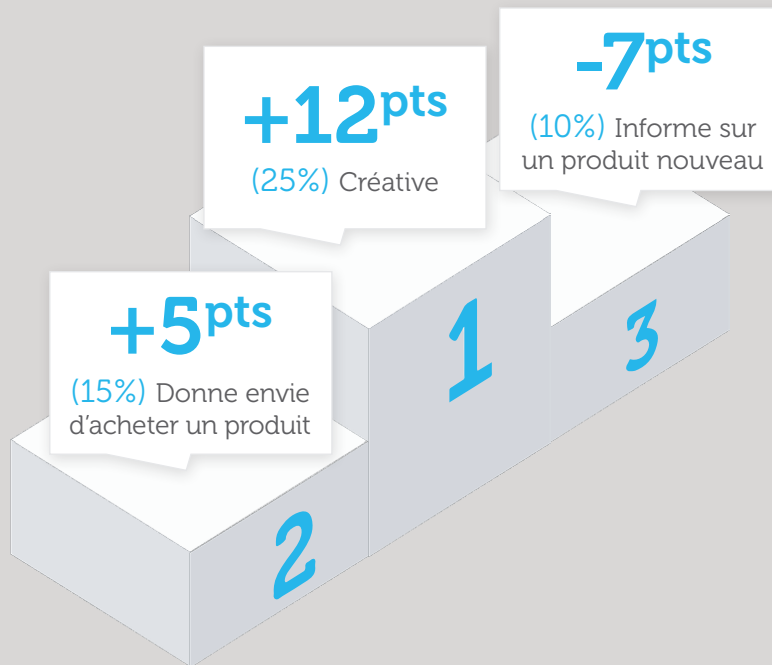 -7pts
(10%) Informe sur
un produit nouveau
+12pts
(25%) Créative
+5pts
(15%) Donne envie
d'acheter un produit
1
3
2